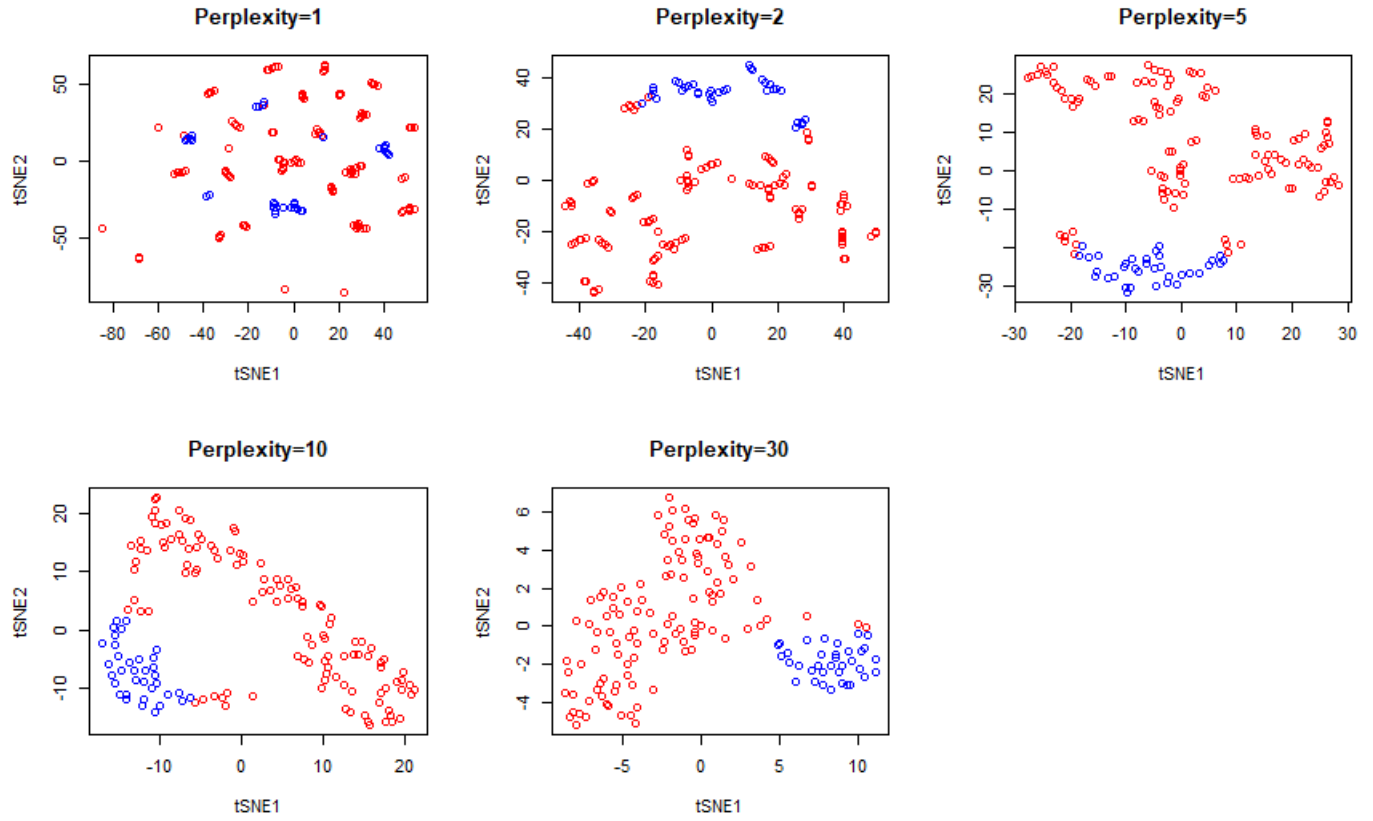 Perplexity=1 Perplexity=2 Perplexity=5
50
0
-50
tSNE2
-80 -60 -40 -20 0 20 40
tSNE1
40
20
0
-20
-40
tSNE2
-40 -20 0 20 40
tSNE1
20
10
0
-10
-30
tSNE2
-30 -20 -10 0 10 20 30
tSNE1
Perplexity=10 Perplexity=30
20
10
0
-10
tSNE2
-10 0 10 20
tSNE1
6
4
2
0
-2
-4
tSNE2
-5 0 5 10
tSNE1